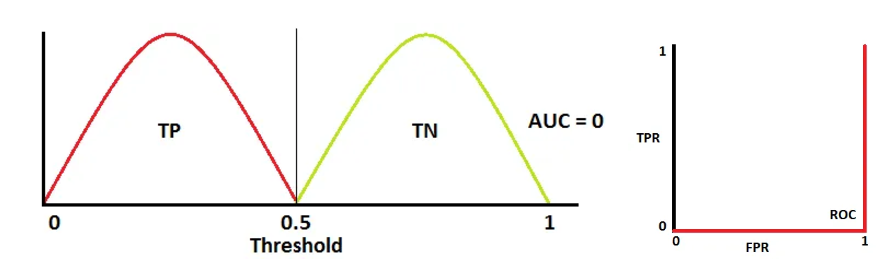 TP
TN
AUC = 0
0
0.5
1
Threshold
1
TPR
0
ROC
0
1
FPR